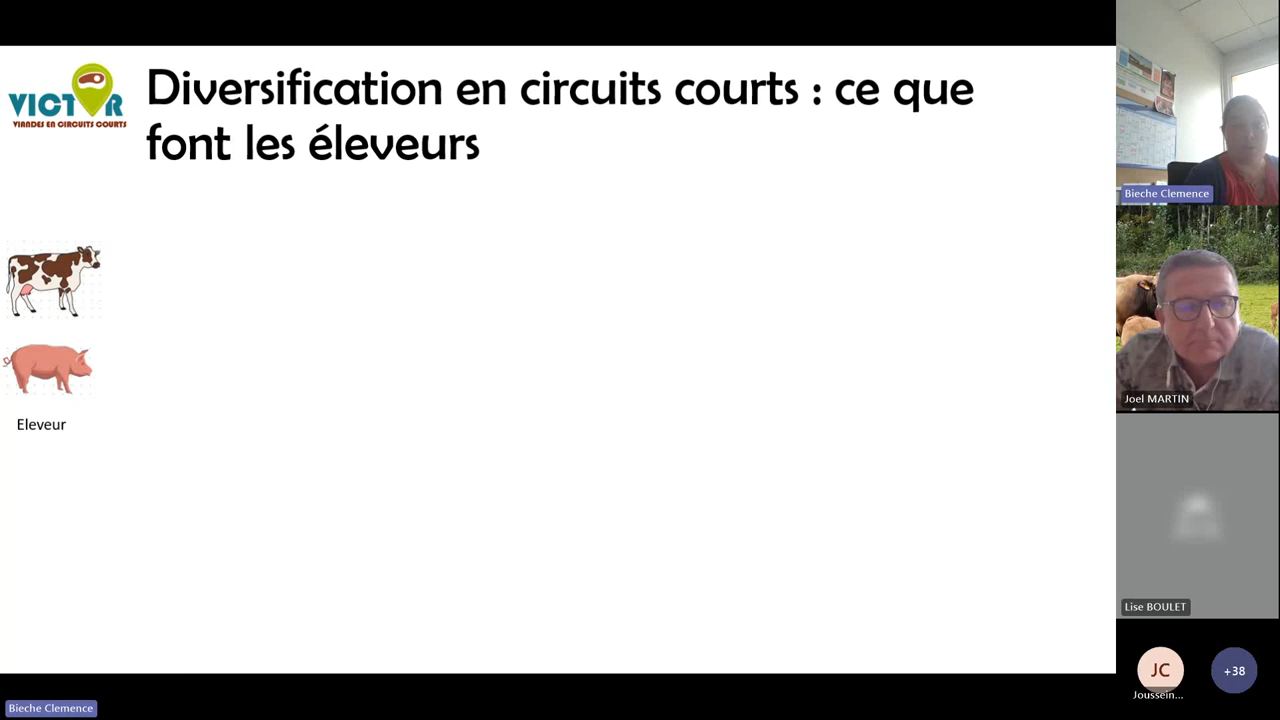 VICTOR
VIANDES EN CIRCUITS COURTS
Diversification en circuits courts : ce que
font les éleveurs
Eleveur
Bieche Clemence
Joel MARTIN
Lise BOULET
JC
Joussein...
+38
Bieche Clemence